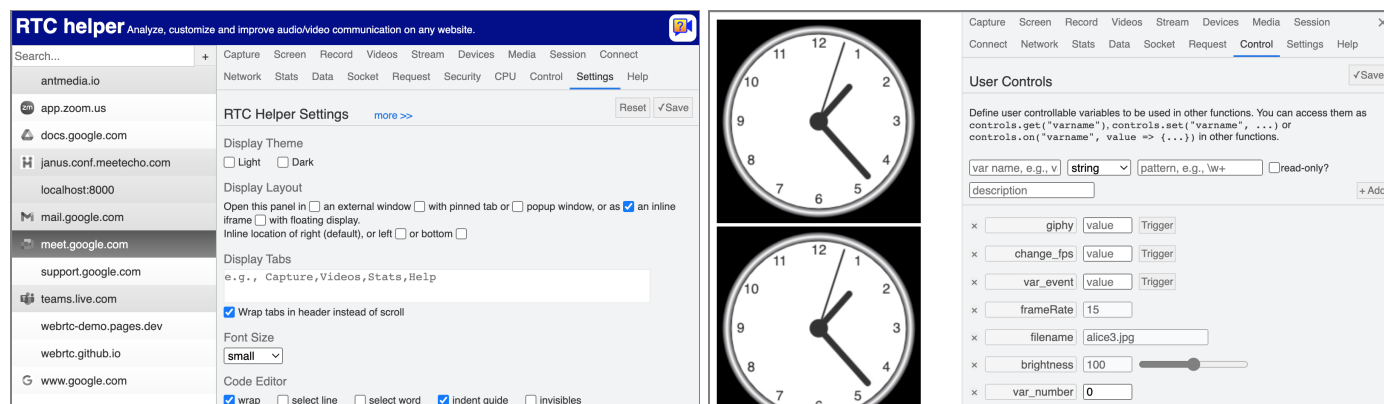 RTC helper Analyze, customize and improve audio/video communication on any website.
Search... +
antmedia.io
zm app.zoom.us
docs.google.com
janus.conf.meetecho.com
localhost:8000
mail.google.com
meet.google.com
support.google.com
teams.live.com
webrtc-demo.pages.dev
webrtc.github.io
G www.google.com
Capture Screen Record Videos Stream Devices Media Session Connect
Network Stats Data Socket Request Security CPU Control Settings Help
RTC Helper Settings more >> Reset ✓Save
Display Theme
Light Dark
Display Layout
Open this panel in an external window with pinned tab or popup window, or as an inline
iframe with floating display.
Inline location of right (default), or left or bottom
Display Tabs
e.g., Capture,Videos,Stats,Help
Wrap tabs in header instead of scroll
Font Size
small
Code Editor
wrap select line select word indent guide invisibles
12
11 1
10 2
9 3
8 4
7 5
6
12
11 1
10 2
9 3
8 4
7 5
6
Capture Screen Record Videos Stream Devices Media Session
Connect Network Stats Data Socket Request Control Settings Help
User Controls ✓Save
Define user controllable variables to be used in other functions. You can access them as
controls.get("varname"), controls.set("varname", ...) or
controls.on("varname", value => {...}) in other functions.
var name, e.g., v string pattern, e.g., \w+ read-only?
description + Add
× giphy value Trigger
× change_fps value Trigger
× var_event value Trigger
× frameRate 15
× filename alice3.jpg
× brightness 100
× var_number 0